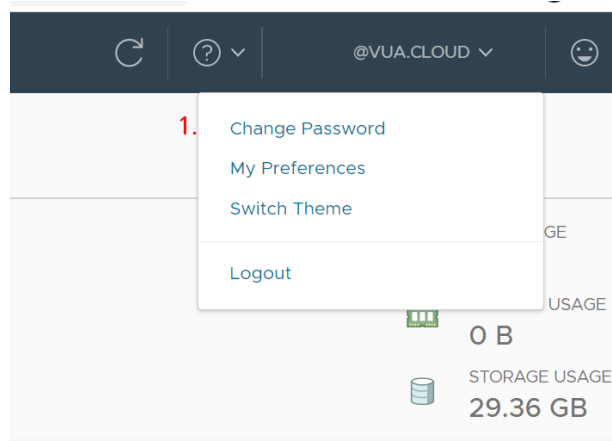 @VUA.CLOUD
1.
Change Password
My Preferences
Switch Theme
Logout
GE
USAGE
0 B
STORAGE USAGE
29.36 GB